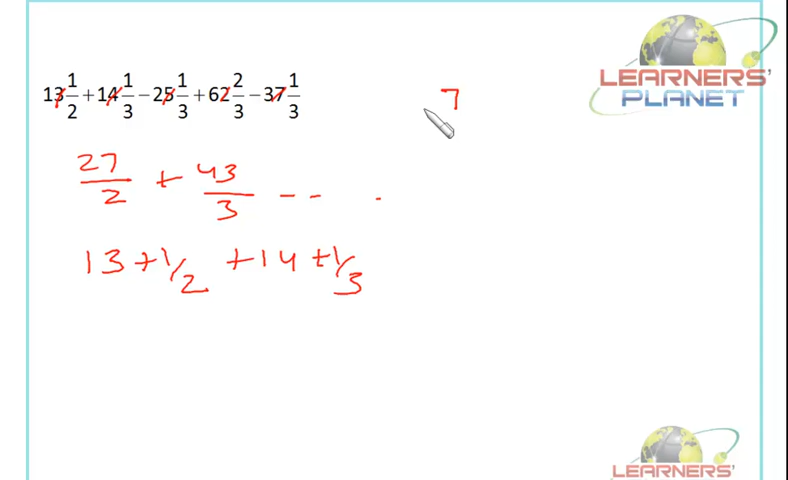 13 1/2 + 14 1/3 − 25 1/3 + 62 2/3 − 37 1/3
7
27/2 + 43/3 - - .
13 + 1/2 + 14 + 1/3
LEARNERS'
PLANET
LEARNERS'